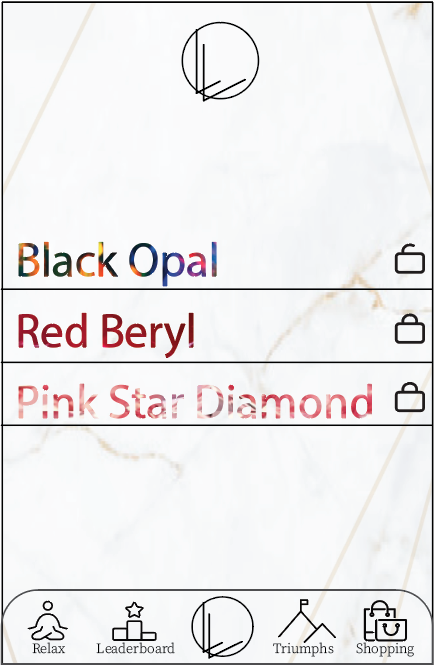 Black Opal
Red Beryl
Pink Star Diamond
Relax
Leaderboard
Triumphs
Shopping